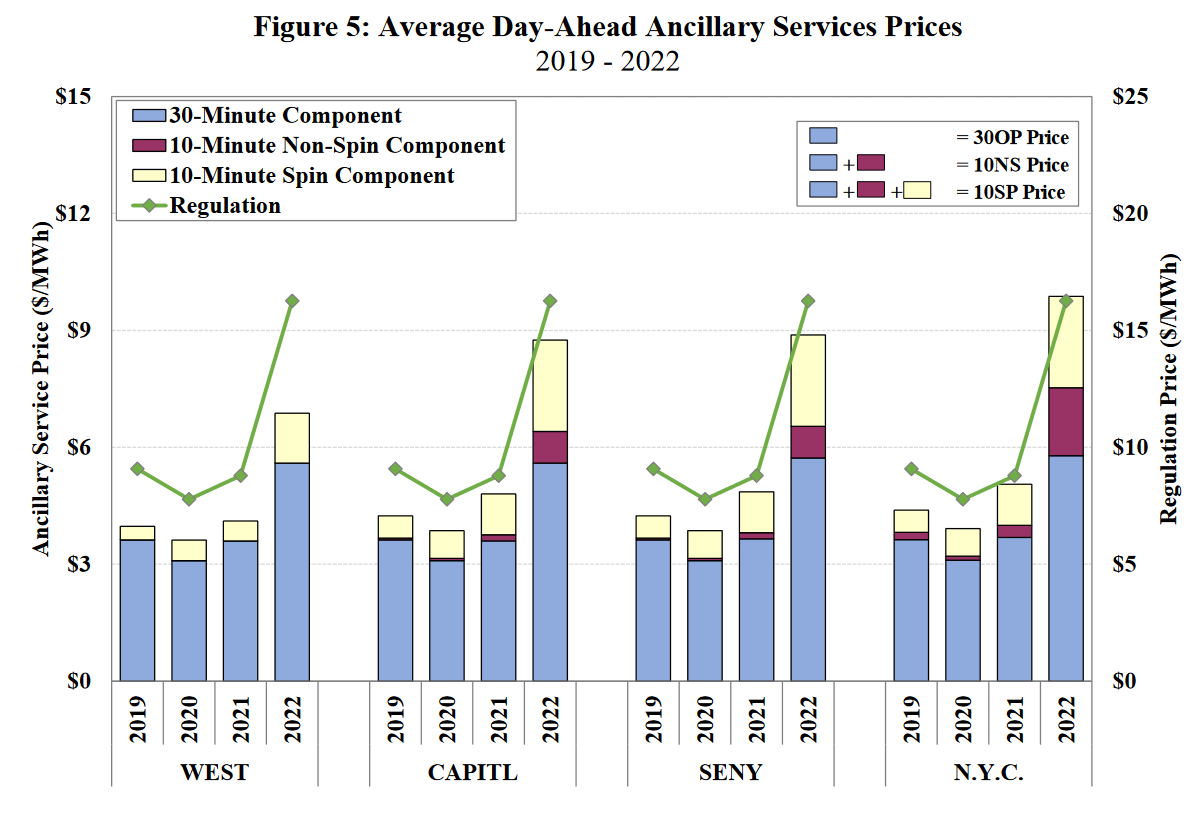 Figure 5: Average Day-Ahead Ancillary Services Prices
2019 - 2022
$15
$12
$9
$6
$3
$0
Ancillary Service Price ($/MWh)
30-Minute Component
10-Minute Non-Spin Component
10-Minute Spin Component
Regulation
= 30OP Price
+ = 10NS Price
+ + = 10SP Price
$25
$20
$15
$10
$5
$0
Regulation Price ($/MWh)
2019 2020 2021 2022 2019 2020 2021 2022 2019 2020 2021 2022 2019 2020 2021 2022
WEST CAPITL SENY N.Y.C.